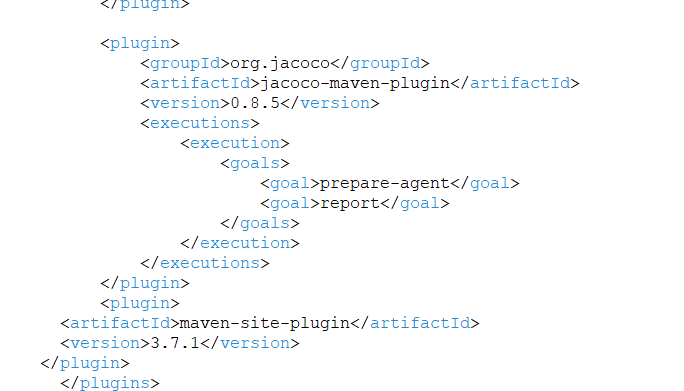 </plugin>
<plugin>
<groupId>org.jacoco</groupId>
<artifactId>jacoco-maven-plugin</artifactId>
<version>0.8.5</version>
<executions>
<execution>
<goals>
<goal>prepare-agent</goal>
<goal>report</goal>
</goals>
</execution>
</executions>
</plugin>
<plugin>
<artifactId>maven-site-plugin</artifactId>
<version>3.7.1</version>
</plugin>
</plugins>